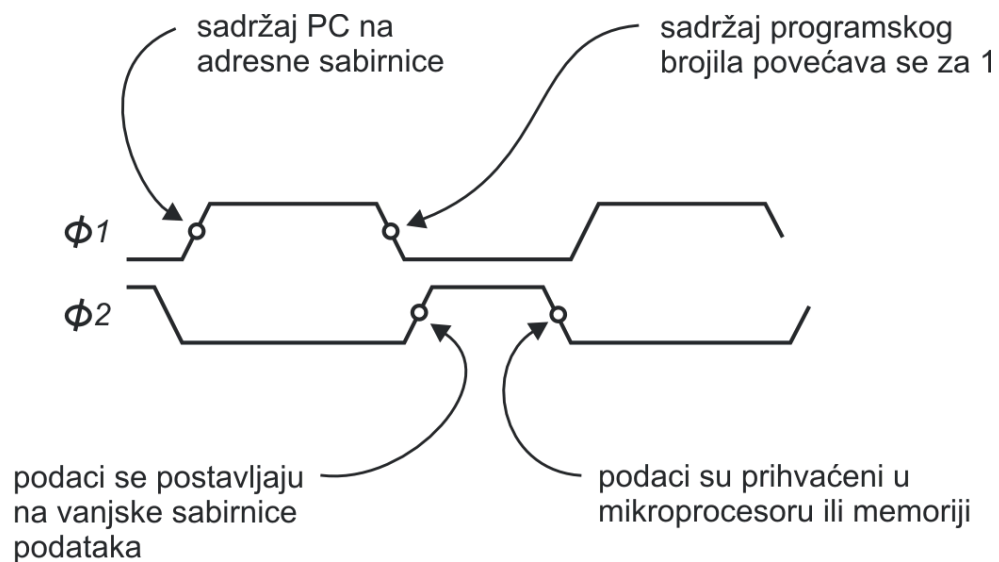 sadržaj PC na
adresne sabirnice
sadržaj programskog
brojila povećava se za 1
ϕ1
ϕ2
podaci se postavljaju
na vanjske sabirnice
podataka
podaci su prihvaćeni u
mikroprocesoru ili memoriji